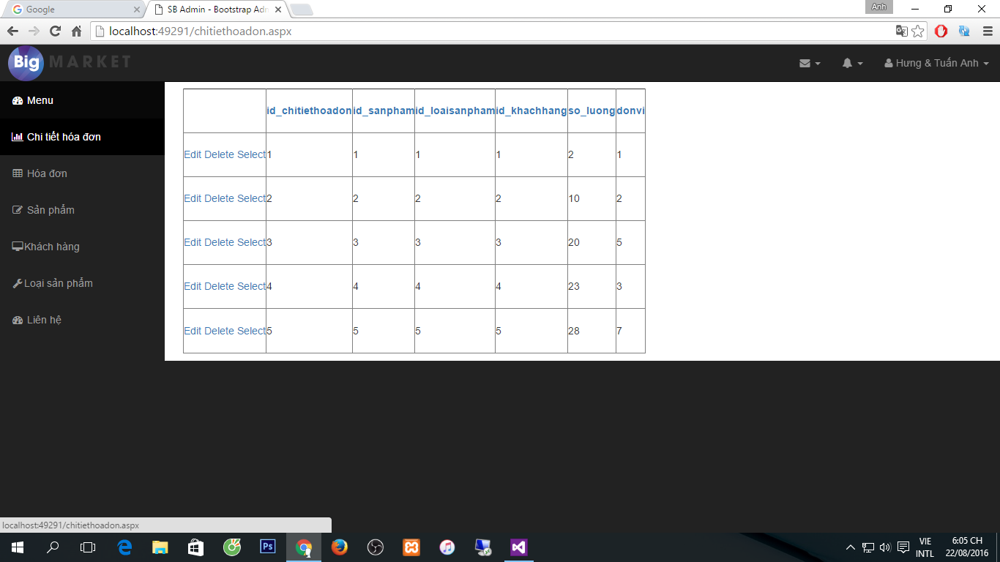 Google
SB Admin - Bootstrap Adm
Anh
localhost:49291/chitiethoadon.aspx
Big MARKET
Hưng & Tuấn Anh
Menu
Chi tiết hóa đơn
Hóa đơn
Sản phẩm
Khách hàng
Loại sản phẩm
Liên hệ
id_chitiethoadon id_sanpham id_loaisanpham id_khachhang so_luong donvi
Edit Delete Select 1 1 1 1 2 1
Edit Delete Select 2 2 2 2 10 2
Edit Delete Select 3 3 3 3 20 5
Edit Delete Select 4 4 4 4 23 3
Edit Delete Select 5 5 5 5 28 7
localhost:49291/chitiethoadon.aspx
Ps
VIE
INTL
6:05 CH
22/08/2016